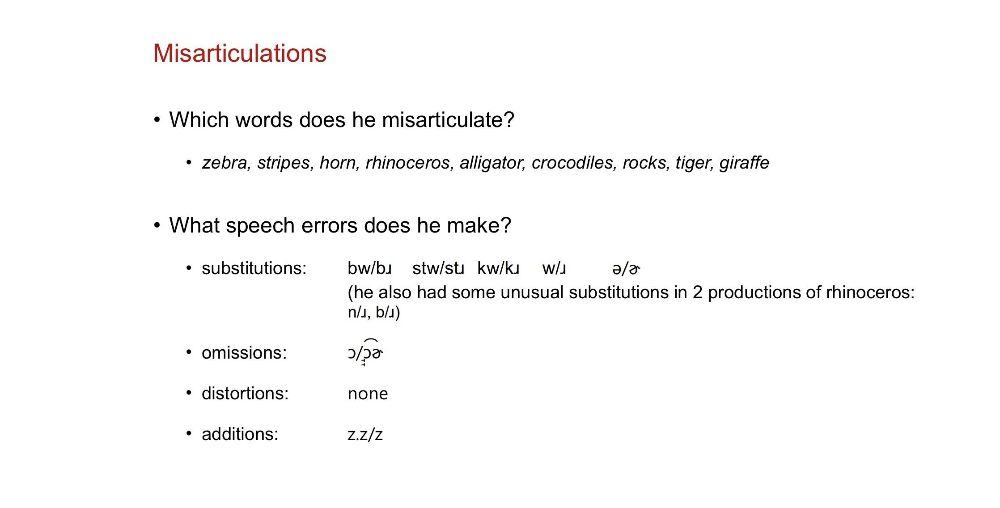 Misarticulations
• Which words does he misarticulate?
• zebra, stripes, horn, rhinoceros, alligator, crocodiles, rocks, tiger, giraffe
• What speech errors does he make?
• substitutions: bw/bɹ stw/stɹ kw/kɹ w/ɹ ə/ɚ
(he also had some unusual substitutions in 2 productions of rhinoceros:
n/ɹ, b/ɹ)
• omissions: ɔ/ɔ̟̟͡ɚ
• distortions: none
• additions: z.z/z